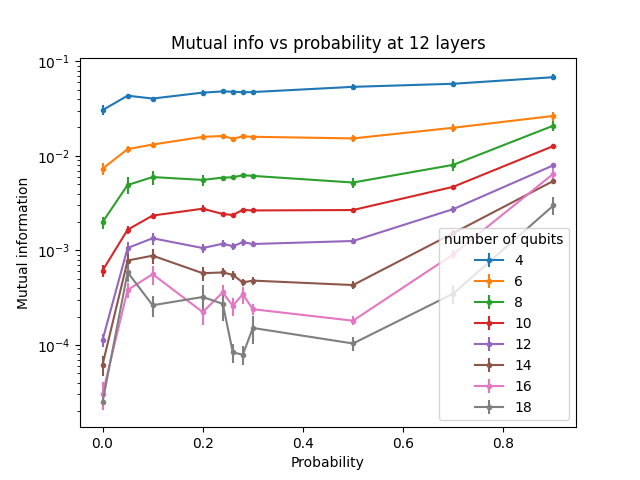 Mutual info vs probability at 12 layers
10⁻¹
10⁻²
10⁻³
10⁻⁴
Mutual information
number of qubits
4
6
8
10
12
14
16
18
0.0 0.2 0.4 0.6 0.8
Probability